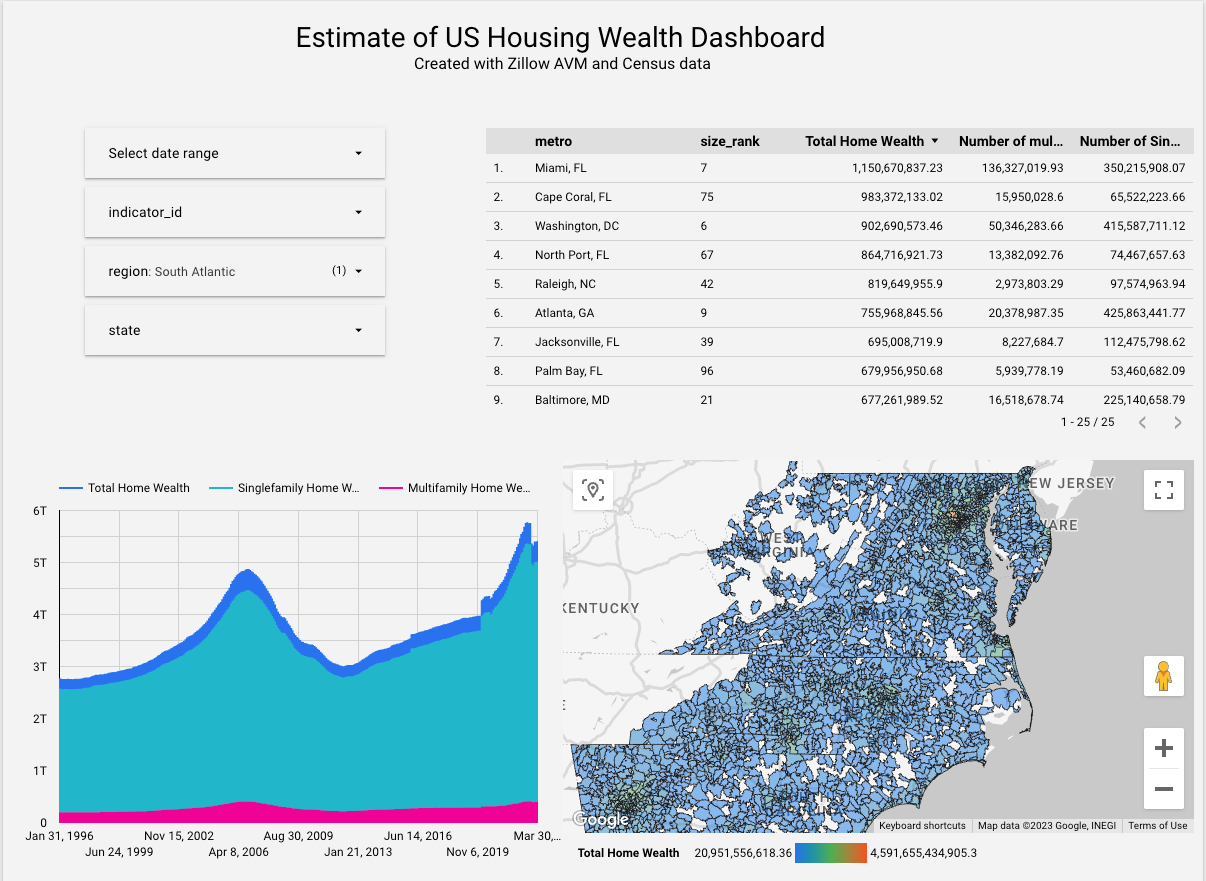 Estimate of US Housing Wealth Dashboard
Created with Zillow AVM and Census data
Select date range
indicator_id
region: South Atlantic (1)
state
metro size_rank Total Home Wealth Number of mul... Number of Sin...
1. Miami, FL 7 1,150,670,837.23 136,327,019.93 350,215,908.07
2. Cape Coral, FL 75 983,372,133.02 15,950,028.6 65,522,223.66
3. Washington, DC 6 902,690,573.46 50,346,283.66 415,587,711.12
4. North Port, FL 67 864,716,921.73 13,382,092.76 74,467,657.63
5. Raleigh, NC 42 819,649,955.9 2,973,803.29 97,574,963.94
6. Atlanta, GA 9 755,968,845.56 20,378,987.35 425,863,441.77
7. Jacksonville, FL 39 695,008,719.9 8,227,684.7 112,475,798.62
8. Palm Bay, FL 96 679,956,950.68 5,939,778.19 53,460,682.09
9. Baltimore, MD 21 677,261,989.52 16,518,678.74 225,140,658.79
1 - 25 / 25
Total Home Wealth Singlefamily Home W... Multifamily Home We...
6T
5T
4T
3T
2T
1T
0
Jan 31, 1996 Nov 15, 2002 Aug 30, 2009 Jun 14, 2016 Mar 30,...
Jun 24, 1999 Apr 8, 2006 Jan 21, 2013 Nov 6, 2019
EW JERSEY
WARE
WES
GINIA
KENTUCKY
E
Google
Keyboard shortcuts Map data ©2023 Google, INEGI Terms of Use
Total Home Wealth 20,951,556,618.36 4,591,655,434,905.3